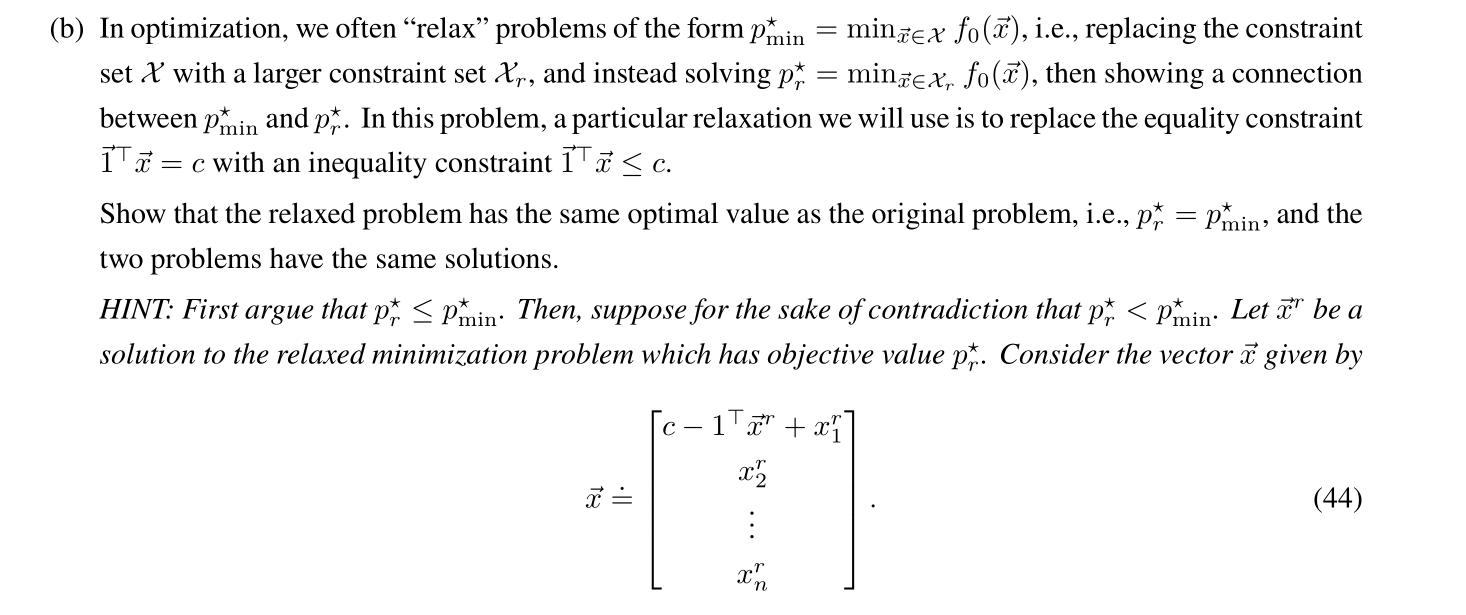 (b) In optimization, we often “relax” problems of the form $p^\star_{\min} = \min_{\vec{x} \in \mathcal{X}} f_0(\vec{x})$, i.e., replacing the constraint
set $\mathcal{X}$ with a larger constraint set $\mathcal{X}_r$, and instead solving $p^\star_r = \min_{\vec{x} \in \mathcal{X}_r} f_0(\vec{x})$, then showing a connection
between $p^\star_{\min}$ and $p^\star_r$. In this problem, a particular relaxation we will use is to replace the equality constraint
$\vec{1}^\top \vec{x} = c$ with an inequality constraint $\vec{1}^\top \vec{x} \leq c$.
Show that the relaxed problem has the same optimal value as the original problem, i.e., $p^\star_r = p^\star_{\min}$, and the
two problems have the same solutions.
HINT: First argue that $p^\star_r \leq p^\star_{\min}$. Then, suppose for the sake of contradiction that $p^\star_r < p^\star_{\min}$. Let $\vec{x}^r$ be a
solution to the relaxed minimization problem which has objective value $p^\star_r$. Consider the vector $\vec{x}$ given by
$\vec{x} \doteq \begin{bmatrix} c - 1^\top \vec{x}^r + x^r_1 \\ x^r_2 \\ \vdots \\ x^r_n \end{bmatrix}.$ (44)